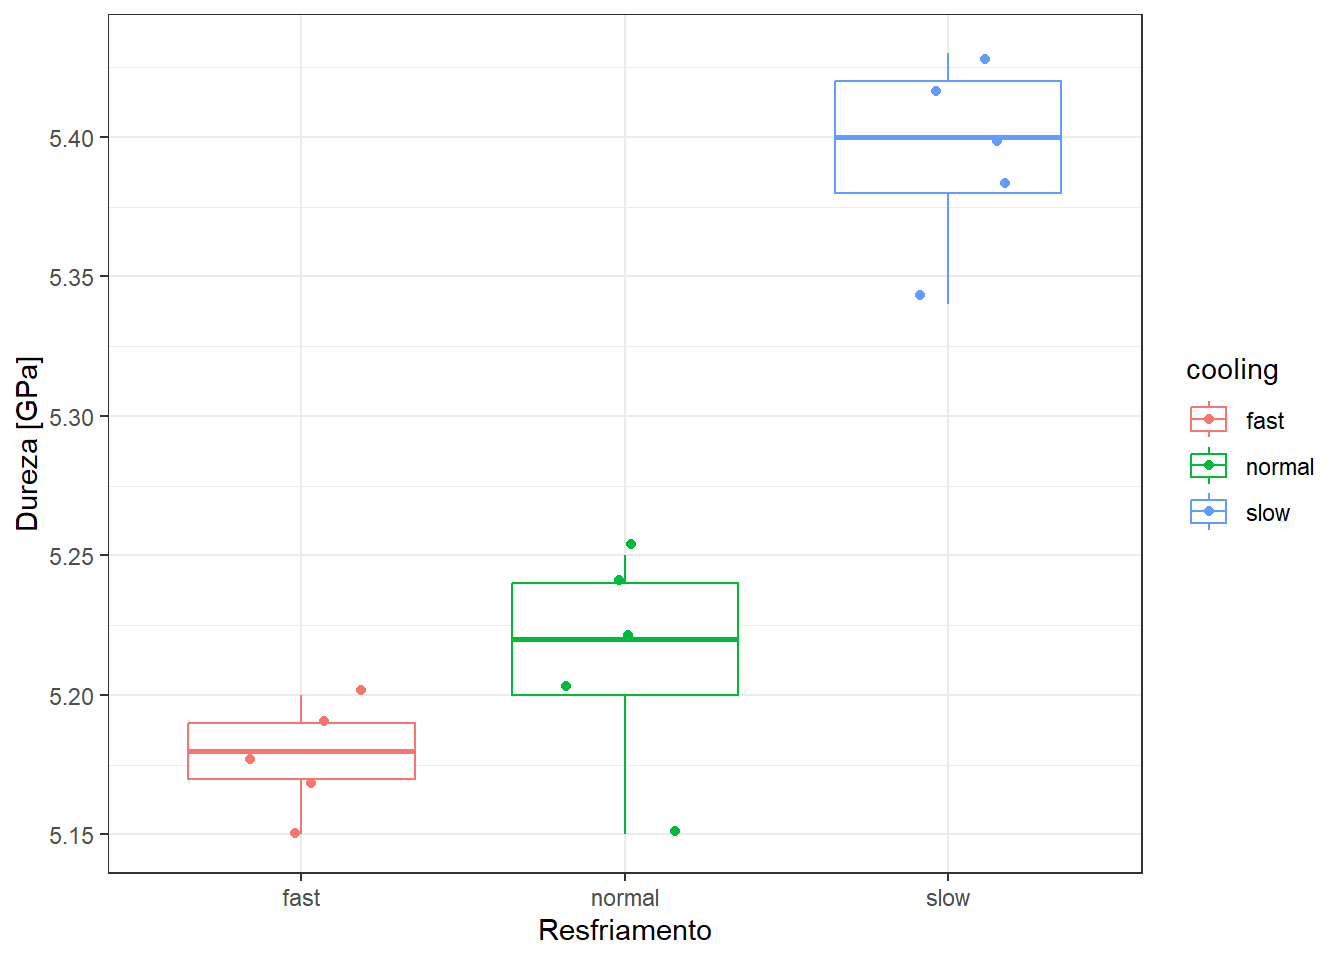 5.40
5.35
5.30
5.25
5.20
5.15
Dureza [GPa]
fast
normal
slow
Resfriamento
cooling
fast
normal
slow